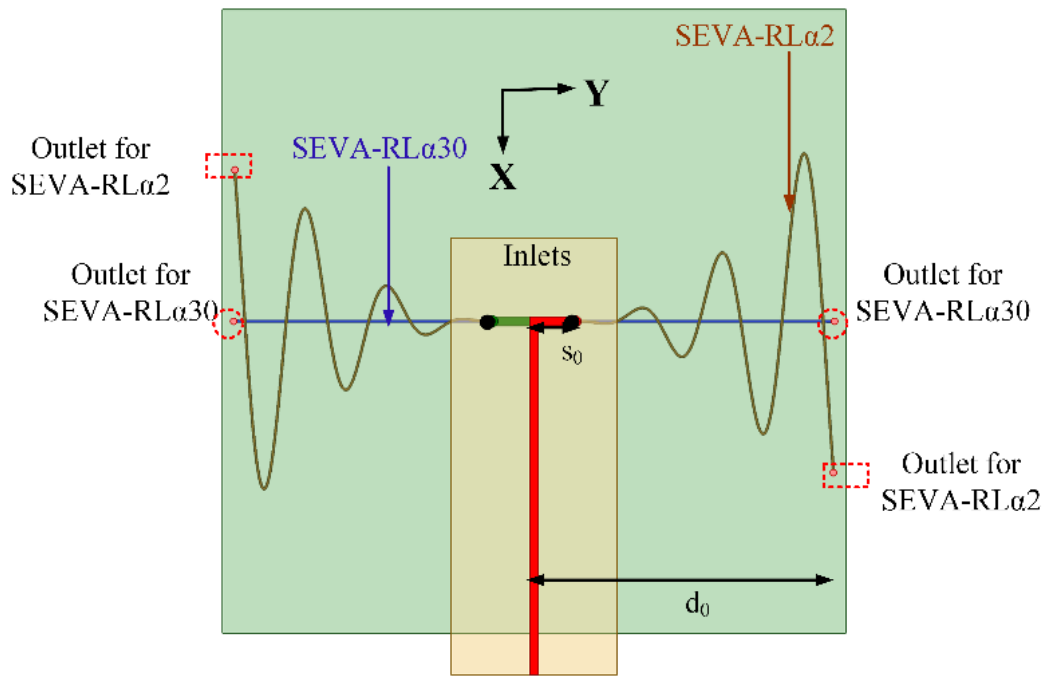 SEVA-RLα2
Y
Outlet for
SEVA-RLα2
SEVA-RLα30
X
Inlets
Outlet for
SEVA-RLα30
Outlet for
SEVA-RLα30
s₀
Outlet for
SEVA-RLα2
d₀